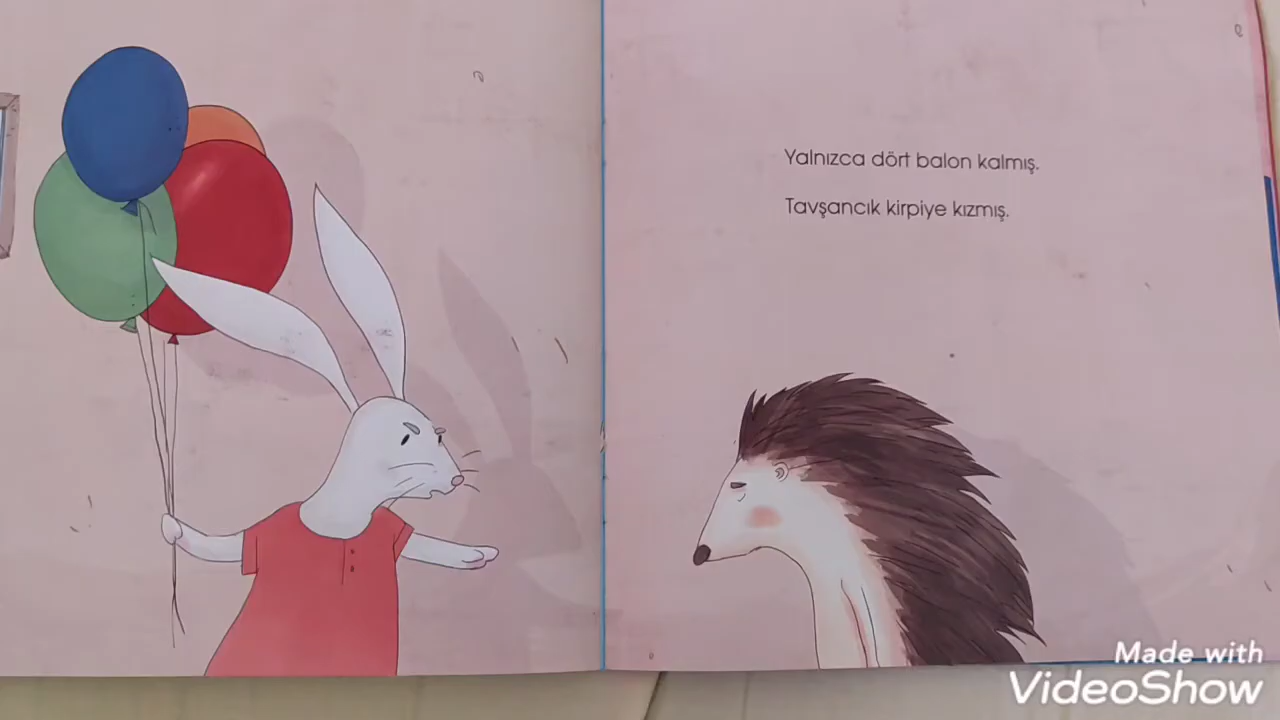 Yalnızca dört balon kalmış.
Tavşancık kirpiye kızmış.
Made with
VideoShow